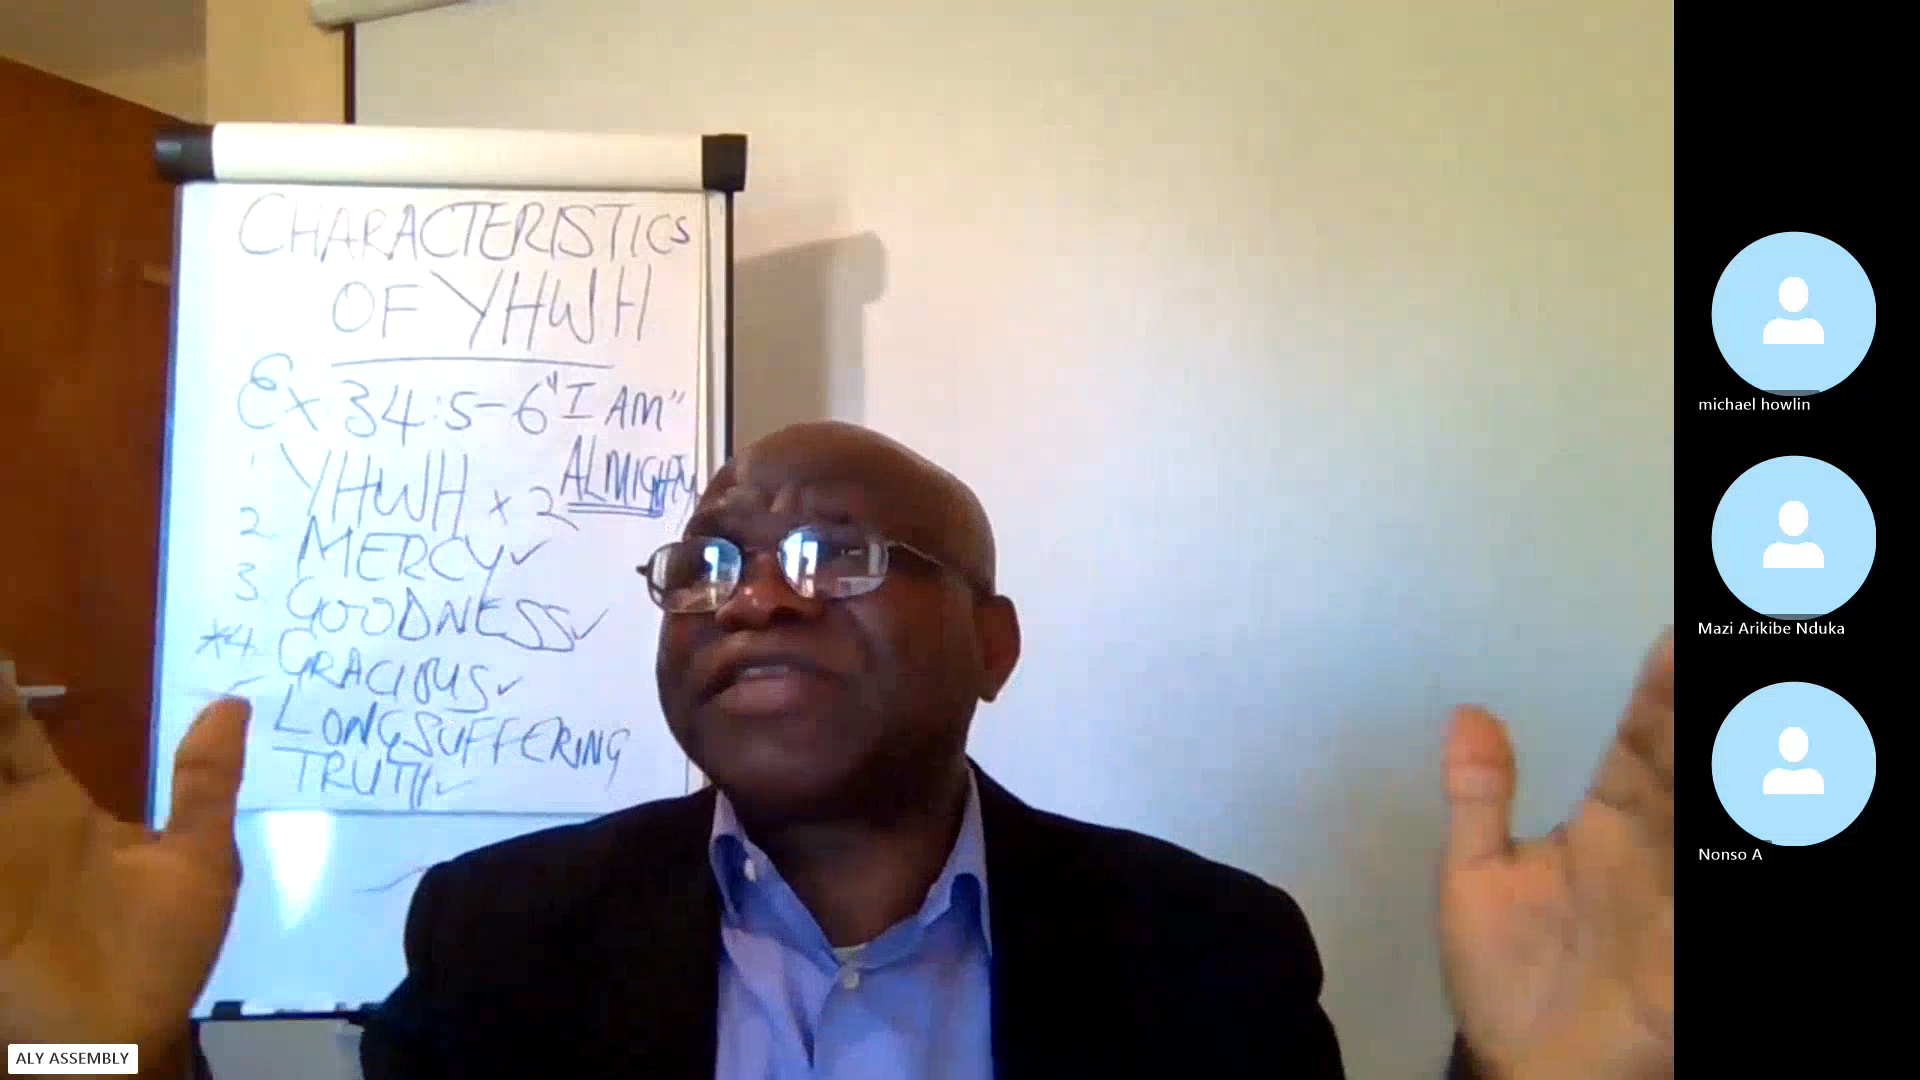 CHARACTERISTICS
OF YHWH
Ex 34:5-6 "I AM"
1 YHWH x 2 ALMIGHTY
2 MERCY ✓
3 GOODNESS ✓
*4 GRACIOUS ✓
LONGSUFFERING
TRUTH ✓
michael howlin
Mazi Arikibe Nduka
Nonso A
ALY ASSEMBLY